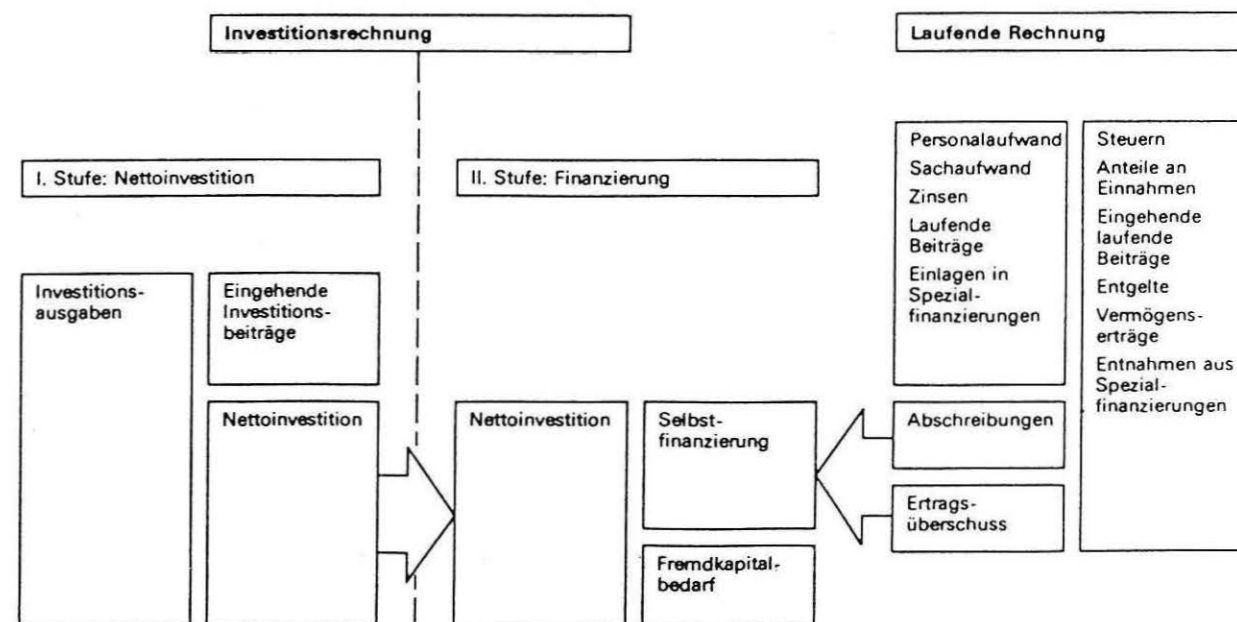 Investitionsrechnung
Laufende Rechnung
I. Stufe: Nettoinvestition
II. Stufe: Finanzierung
Investitions-
ausgaben
Eingehende
Investitions-
beiträge
Nettoinvestition
Nettoinvestition
Selbst-
finanzierung
Fremdkapital-
bedarf
Personalaufwand
Sachaufwand
Zinsen
Laufende
Beiträge
Einlagen in
Spezial-
finanzierungen
Abschreibungen
Ertrags-
überschuss
Steuern
Anteile an
Einnahmen
Eingehende
laufende
Beiträge
Entgelte
Vermögens-
erträge
Entnahmen aus
Spezial-
finanzierungen